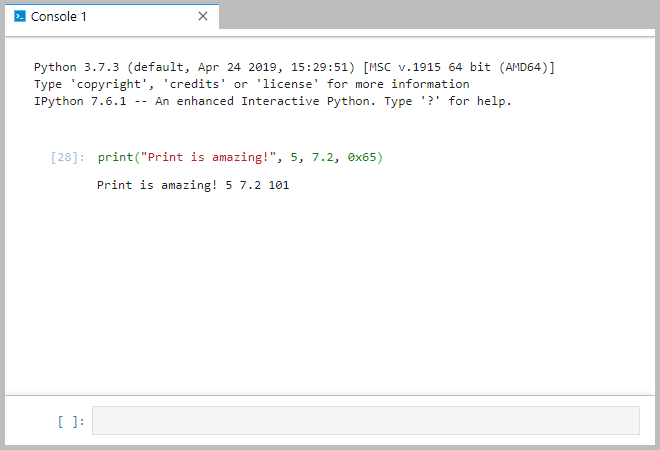 Console 1
Python 3.7.3 (default, Apr 24 2019, 15:29:51) [MSC v.1915 64 bit (AMD64)]
Type 'copyright', 'credits' or 'license' for more information
IPython 7.6.1 -- An enhanced Interactive Python. Type '?' for help.
[28]: print("Print is amazing!", 5, 7.2, 0x65)
Print is amazing! 5 7.2 101
[ ]: